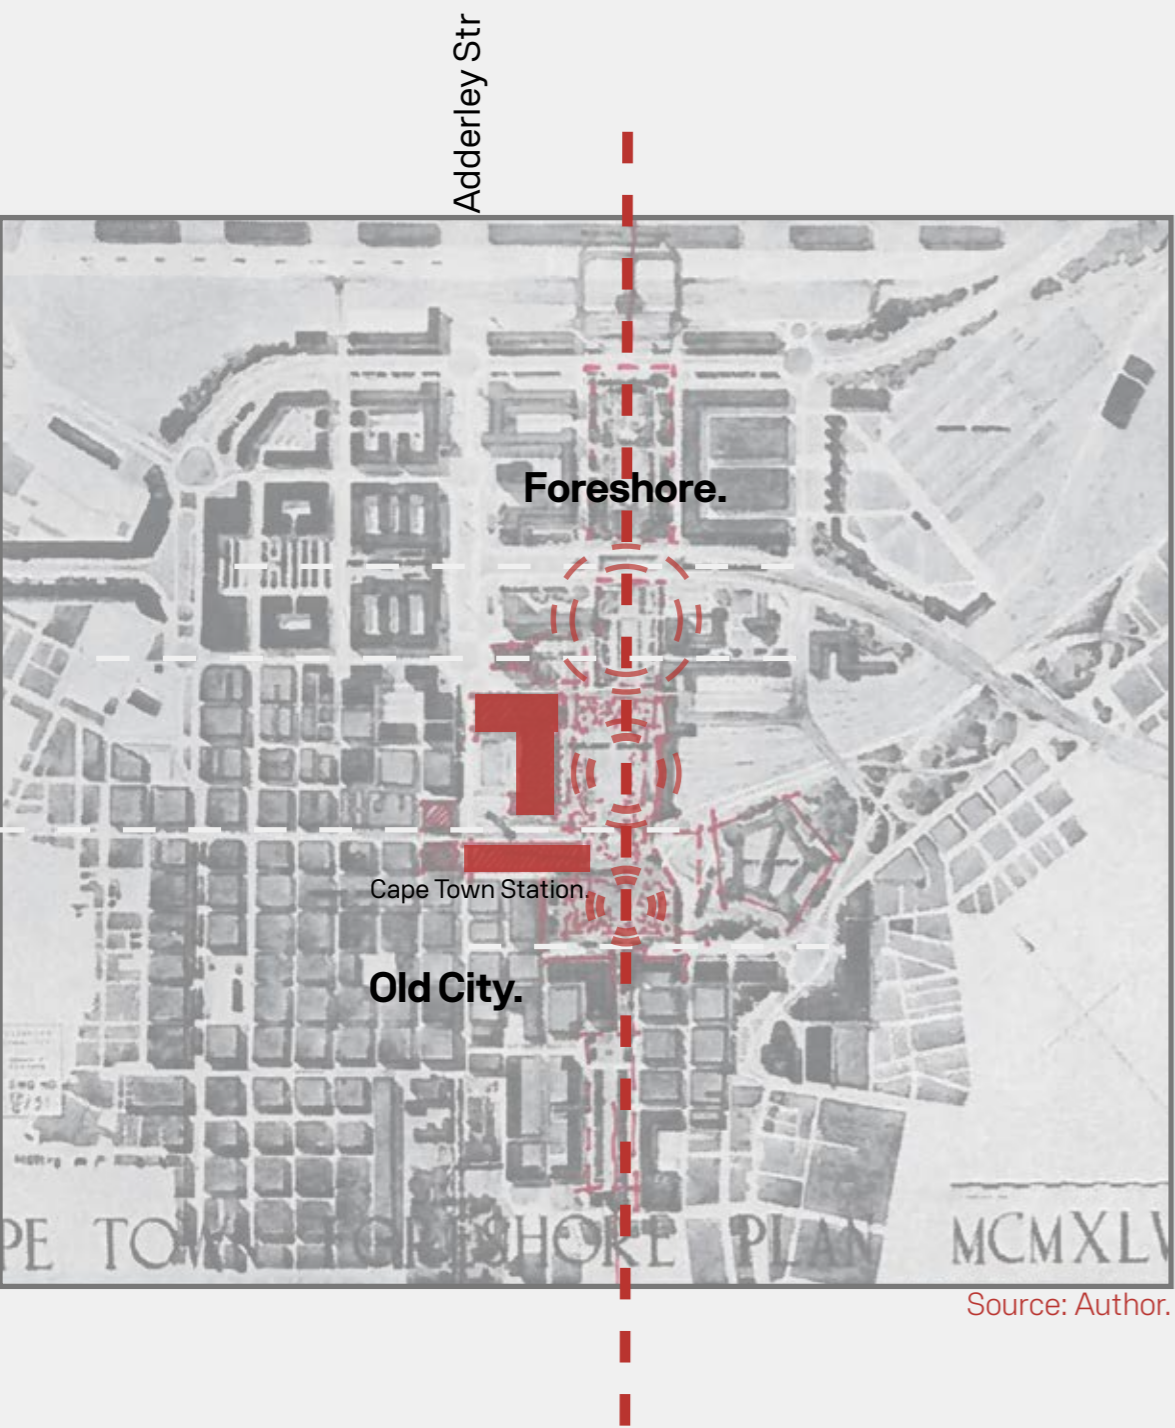 Adderley Str
Foreshore.
Cape Town Station.
Old City.
PE TOWN FORESHORE PLAN MCMXLV
Source: Author.